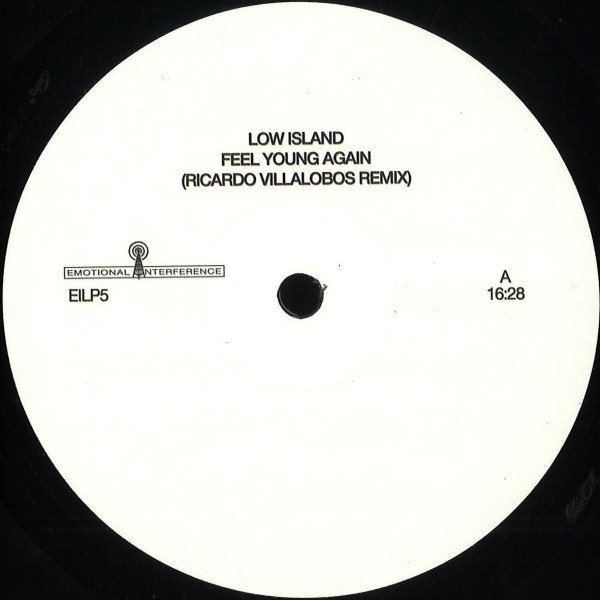 LOW ISLAND
FEEL YOUNG AGAIN
(RICARDO VILLALOBOS REMIX)
EMOTIONAL INTERFERENCE
EILP5
A
16:28